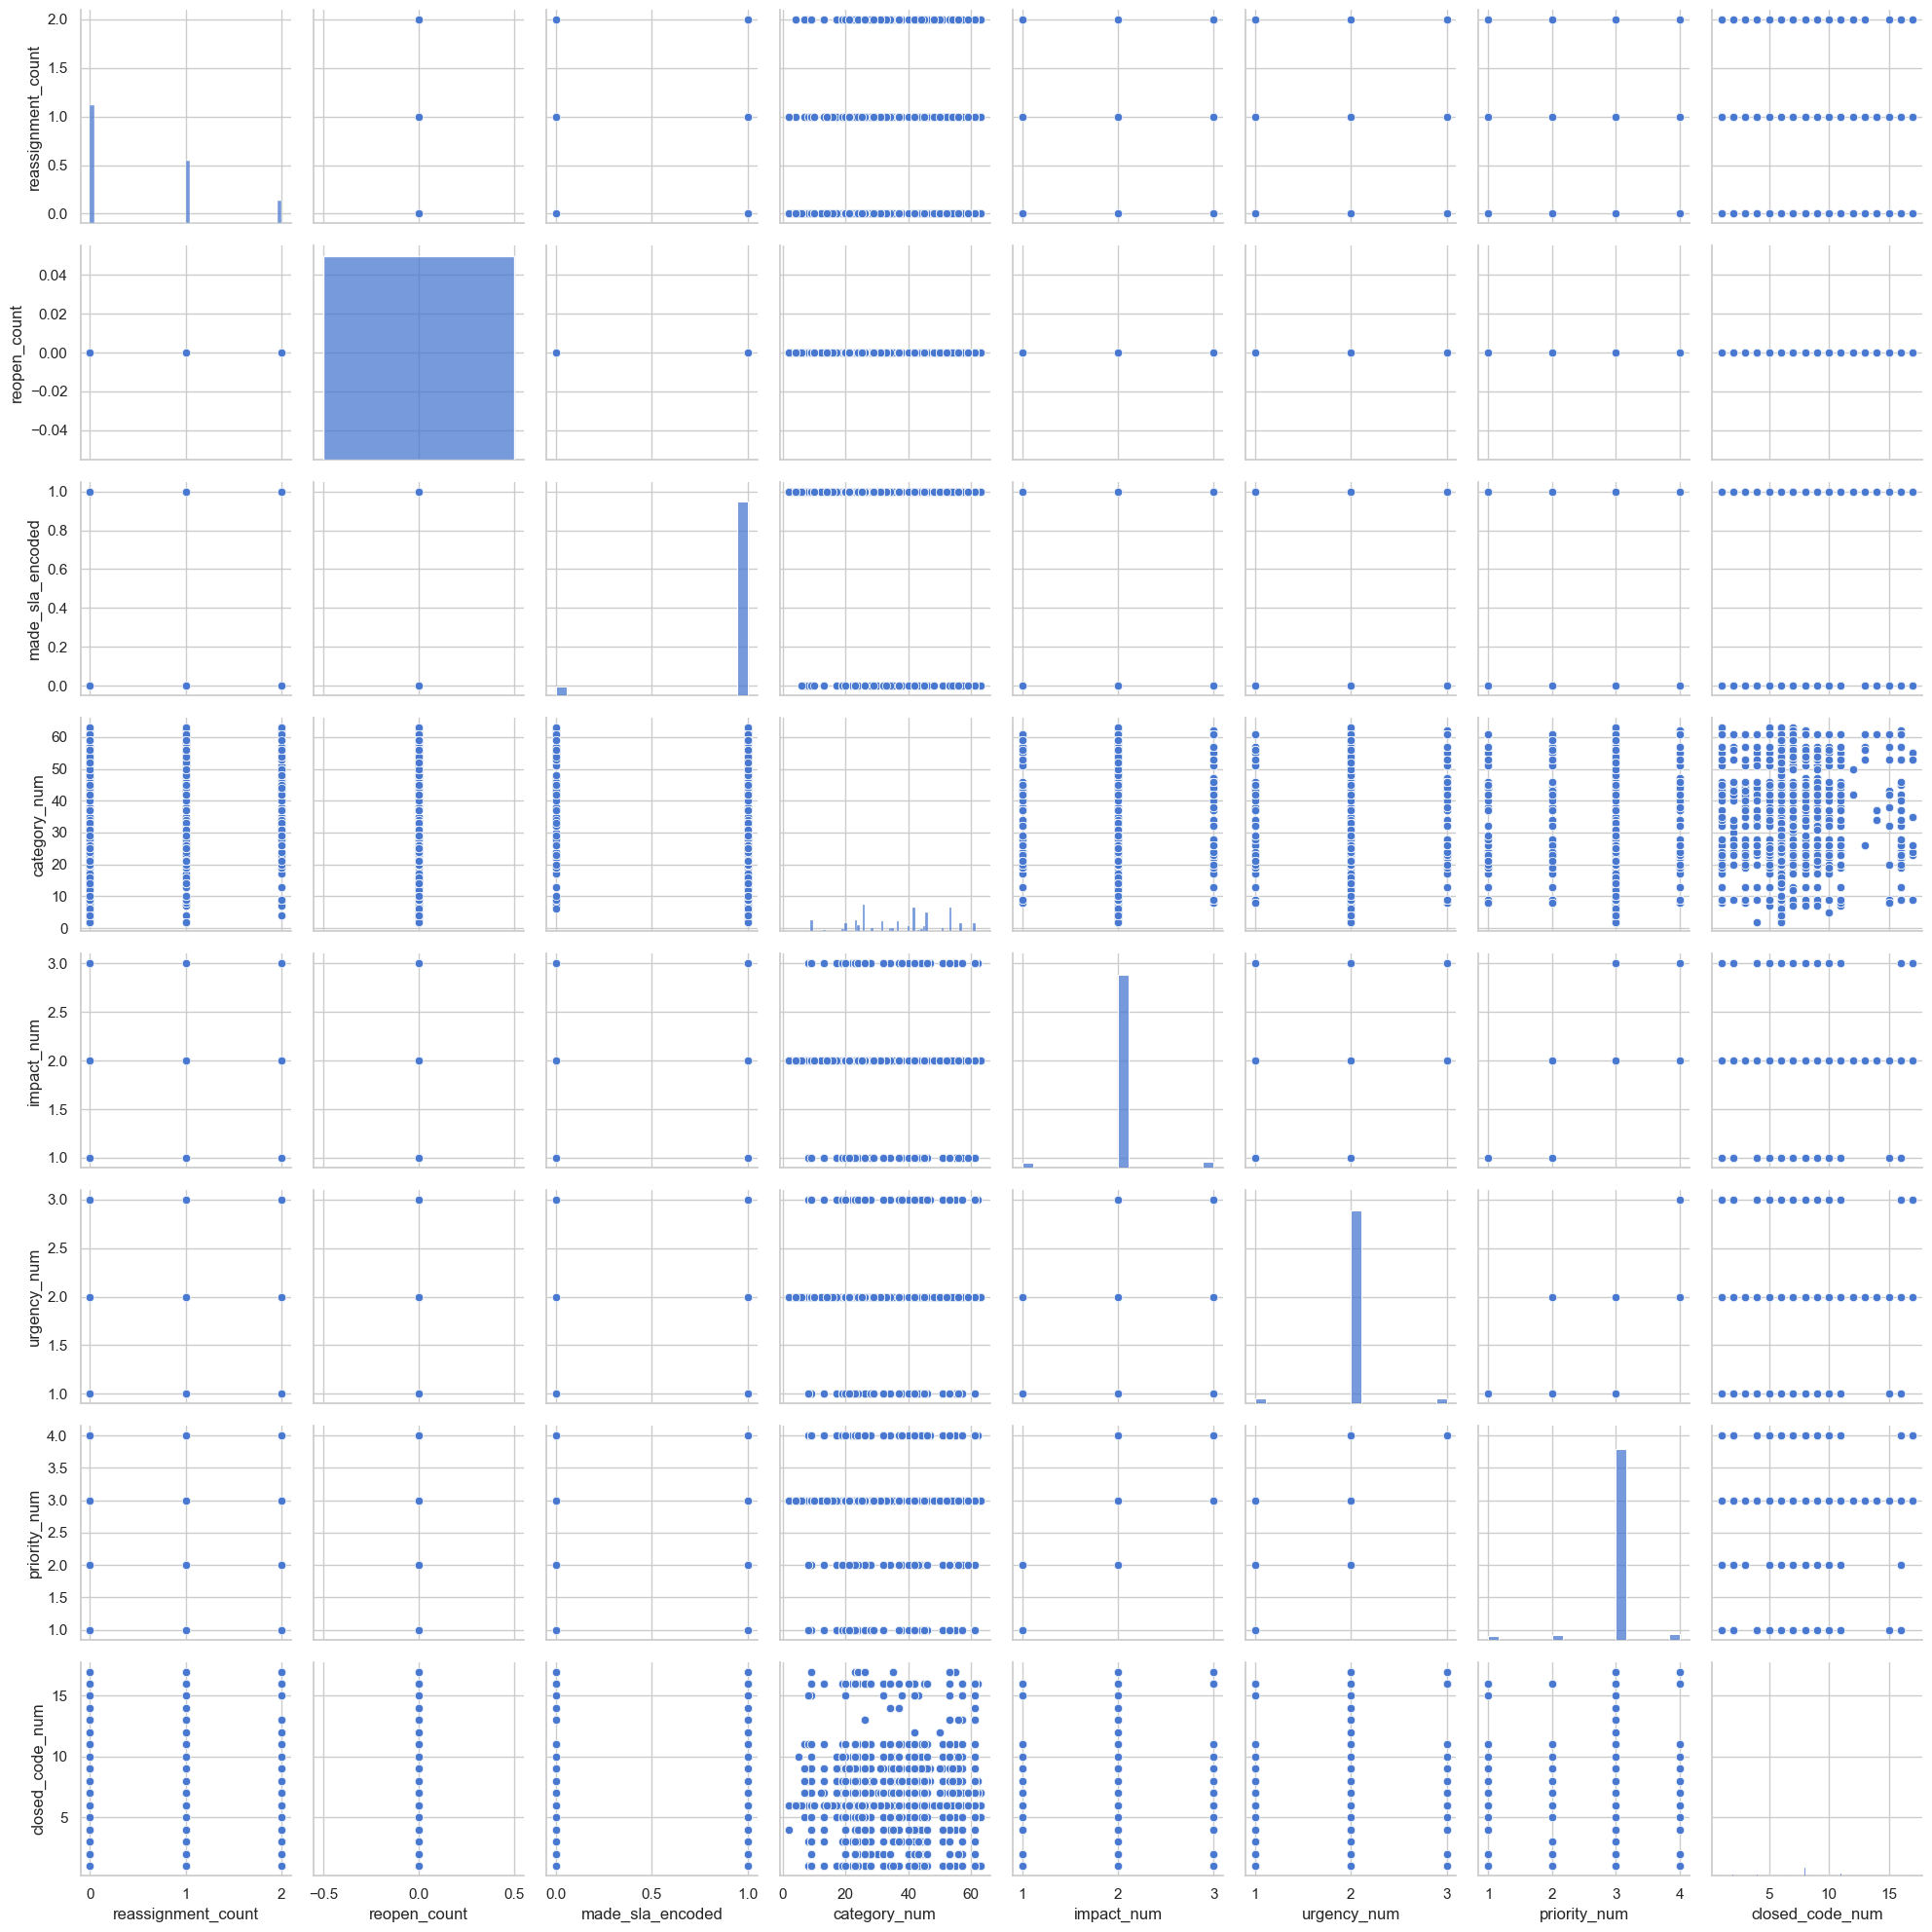 2.0
1.5
1.0
0.5
0.0
reassignment_count
0.04
0.02
0.00
−0.02
−0.04
reopen_count
1.0
0.8
0.6
0.4
0.2
0.0
made_sla_encoded
60
50
40
30
20
10
0
category_num
3.0
2.5
2.0
1.5
1.0
impact_num
3.0
2.5
2.0
1.5
1.0
urgency_num
4.0
3.5
3.0
2.5
2.0
1.5
1.0
priority_num
15
10
5
closed_code_num
0 1 2
reassignment_count
−0.5 0.0 0.5
reopen_count
0.0 0.5 1.0
made_sla_encoded
0 20 40 60
category_num
1 2 3
impact_num
1 2 3
urgency_num
1 2 3 4
priority_num
5 10 15
closed_code_num